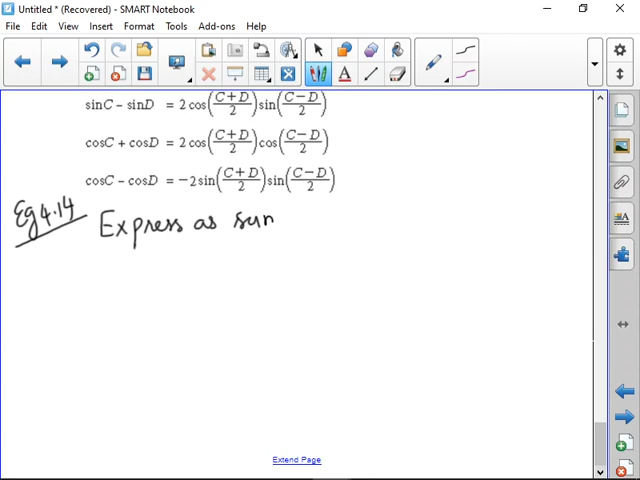 Untitled * (Recovered) - SMART Notebook
File Edit View Insert Format Tools Add-ons Help
sinC − sinD = 2 cos((C+D)/2) sin((C−D)/2)
cosC + cosD = 2 cos((C+D)/2) cos((C−D)/2)
cosC − cosD = −2 sin((C+D)/2) sin((C−D)/2)
Eg 4.14 Express as sum
Extend Page